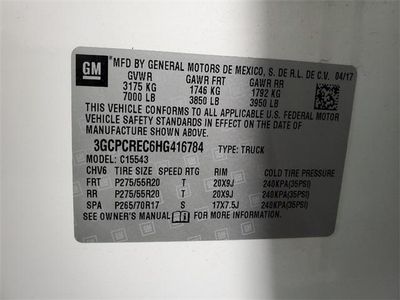 GM
MFD BY GENERAL MOTORS DE MEXICO, S. DE R.L. DE C.V. 04/17
GVWR GAWR FRT GAWR RR
3175 KG 1746 KG 1792 KG
7000 LB 3850 LB 3950 LB
THIS VEHICLE CONFORMS TO ALL APPLICABLE U.S. FEDERAL MOTOR
VEHICLE SAFETY AND THEFT PREVENTION STANDARDS IN EFFECT
ON THE DATE OF MANUFACTURE SHOWN ABOVE.
3GCPCREC6HG416784 TYPE: TRUCK
MODEL: C15543
CHV6 TIRE SIZE SPEED RTG RIM COLD TIRE PRESSURE
FRT P275/55R20 T 20X9J 240KPA(35PSI)
RR P275/55R20 T 20X9J 240KPA(35PSI)
SPA P265/70R17 S 17X7.5J 240KPA(35PSI)
SEE OWNER'S MANUAL FOR ADDITIONAL INFORMATION.